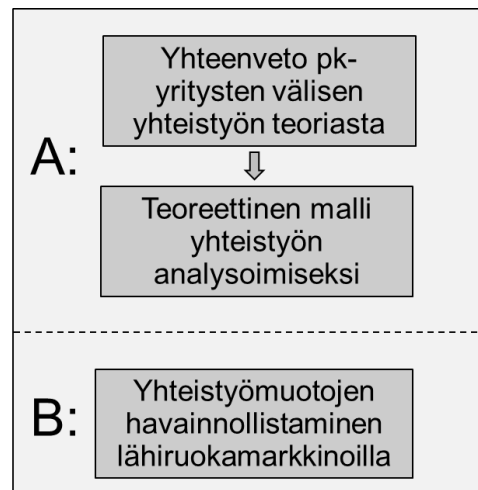 A:
Yhteenveto pk-
yritysten välisen
yhteistyön teoriasta
Teoreettinen malli
yhteistyön
analysoimiseksi
B:
Yhteistyömuotojen
havainnollistaminen
lähiruokamarkkinoilla